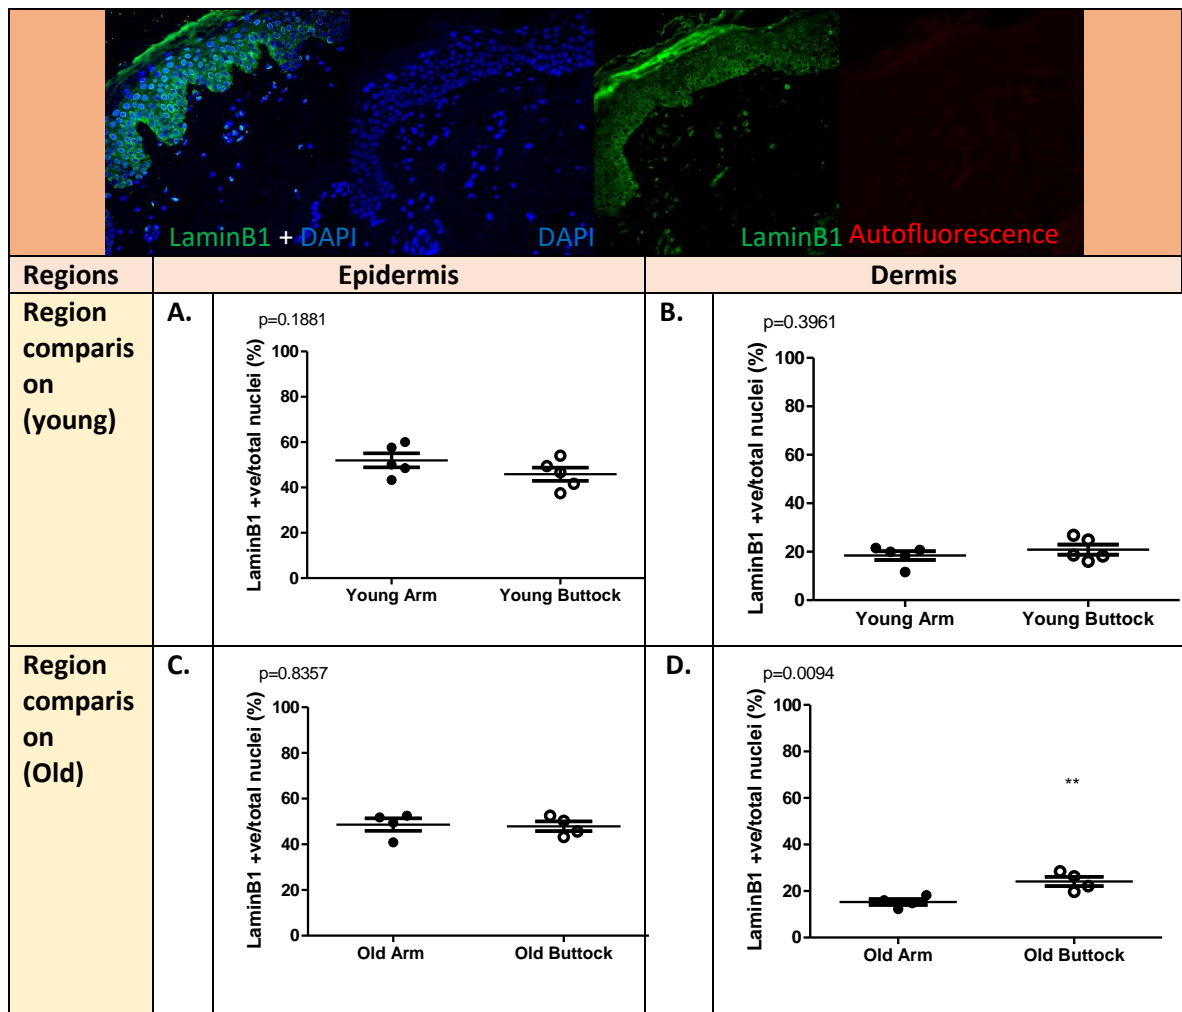 LaminB1 + DAPI
DAPI
LaminB1
Autofluorescence
Regions
Epidermis
Dermis
Region
comparis
on
(young)
A.
p=0.1881
LaminB1 +ve/total nuclei (%)
100
80
60
40
20
0
Young Arm
Young Buttock
B.
p=0.3961
LaminB1 +ve/total nuclei (%)
100
80
60
40
20
0
Young Arm
Young Buttock
Region
comparis
on
(Old)
C.
p=0.8357
LaminB1 +ve/total nuclei (%)
100
80
60
40
20
0
Old Arm
Old Buttock
D.
p=0.0094
LaminB1 +ve/total nuclei (%)
100
80
60
40
20
0
**
Old Arm
Old Buttock